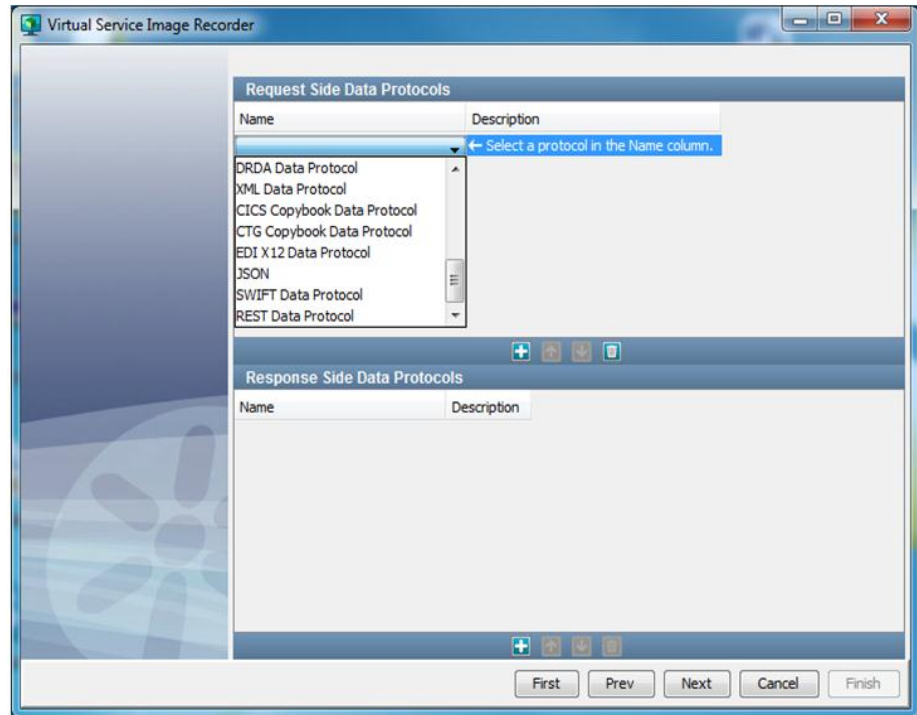 Virtual Service Image Recorder
Request Side Data Protocols
Name Description
← Select a protocol in the Name column.
DRDA Data Protocol
XML Data Protocol
CICS Copybook Data Protocol
CTG Copybook Data Protocol
EDI X12 Data Protocol
JSON
SWIFT Data Protocol
REST Data Protocol
Response Side Data Protocols
Name Description
First Prev Next Cancel Finish